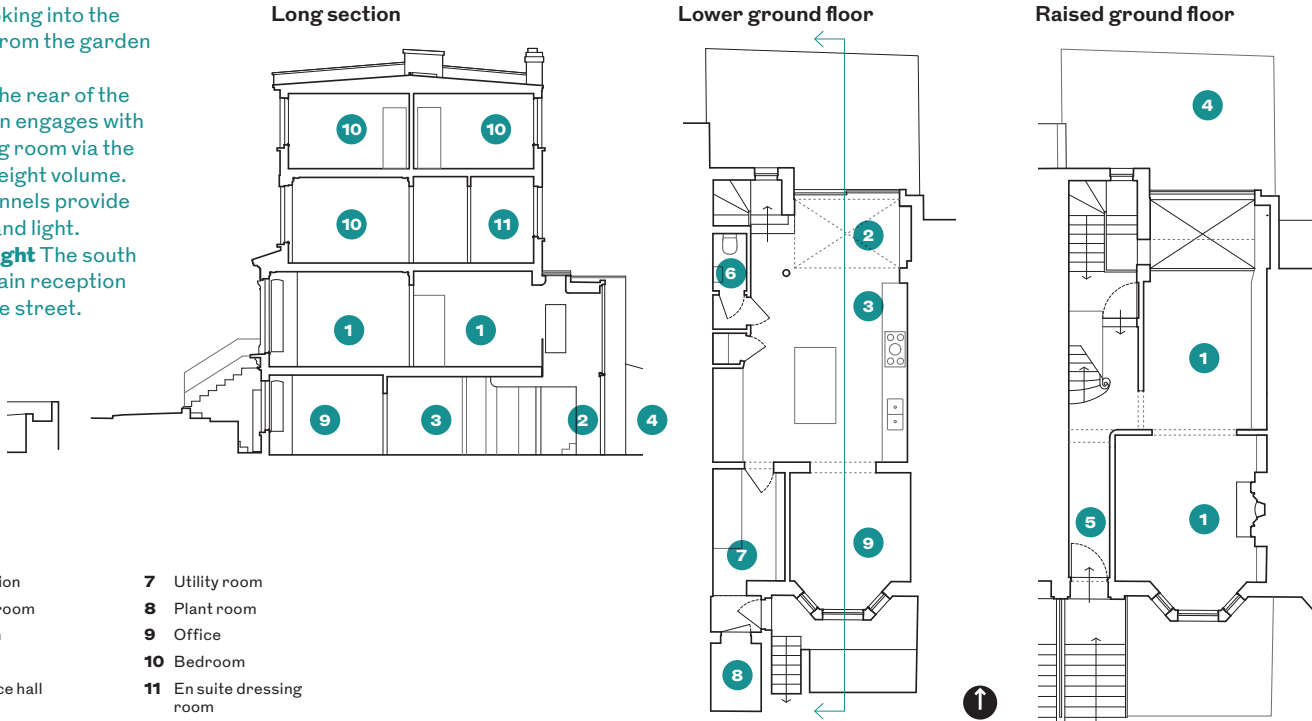 oking into the
rom the garden
he rear of the
n engages with
g room via the
eight volume.
nnels provide
and light.
ght The south
ain reception
e street.
Long section
10
10
10
11
1
1
9
3
2
4
Lower ground floor
2
6
3
9
7
8
Raised ground floor
4
1
5
1
ion
room
ce hall
7 Utility room
8 Plant room
9 Office
10 Bedroom
11 En suite dressing
room